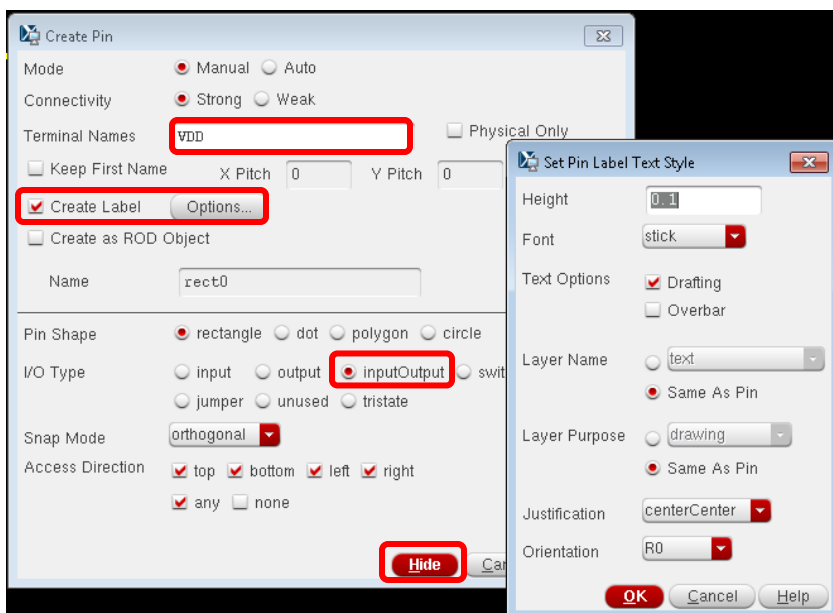 Create Pin
Mode Manual Auto
Connectivity Strong Weak
Terminal Names VDD Physical Only
Keep First Name X Pitch 0 Y Pitch 0
Create Label Options...
Create as ROD Object
Name rect0
Pin Shape rectangle dot polygon circle
I/O Type input output inputOutput
jumper unused tristate
Snap Mode orthogonal
Access Direction top bottom left right
any none
Hide
Set Pin Label Text Style
Height 0.1
Font stick
Text Options Drafting
Overbar
Layer Name text
Same As Pin
Layer Purpose drawing
Same As Pin
Justification centerCenter
Orientation R0
OK Cancel Help